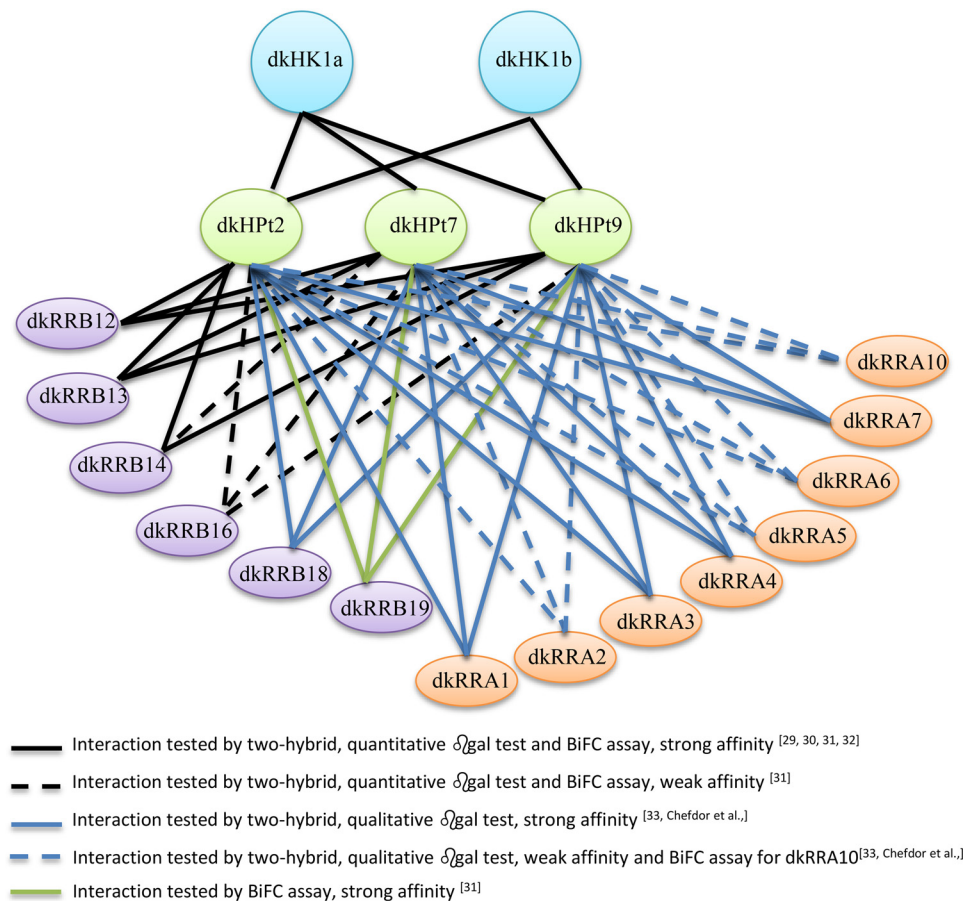 dkHK1a
dkHK1b
dkHPt2
dkHPt7
dkHPt9
dkRRB12
dkRRB13
dkRRB14
dkRRB16
dkRRB18
dkRRB19
dkRRA1
dkRRA2
dkRRA3
dkRRA4
dkRRA5
dkRRA6
dkRRA7
dkRRA10
Interaction tested by two-hybrid, quantitative βgal test and BiFC assay, strong affinity [29, 30, 31, 32]
Interaction tested by two-hybrid, quantitative βgal test and BiFC assay, weak affinity [31]
Interaction tested by two-hybrid, qualitative βgal test, strong affinity [33, Chefdor et al.,]
Interaction tested by two-hybrid, qualitative βgal test, weak affinity and BiFC assay for dkRRA10[33, Chefdor et al.,]
Interaction tested by BiFC assay, strong affinity [31]